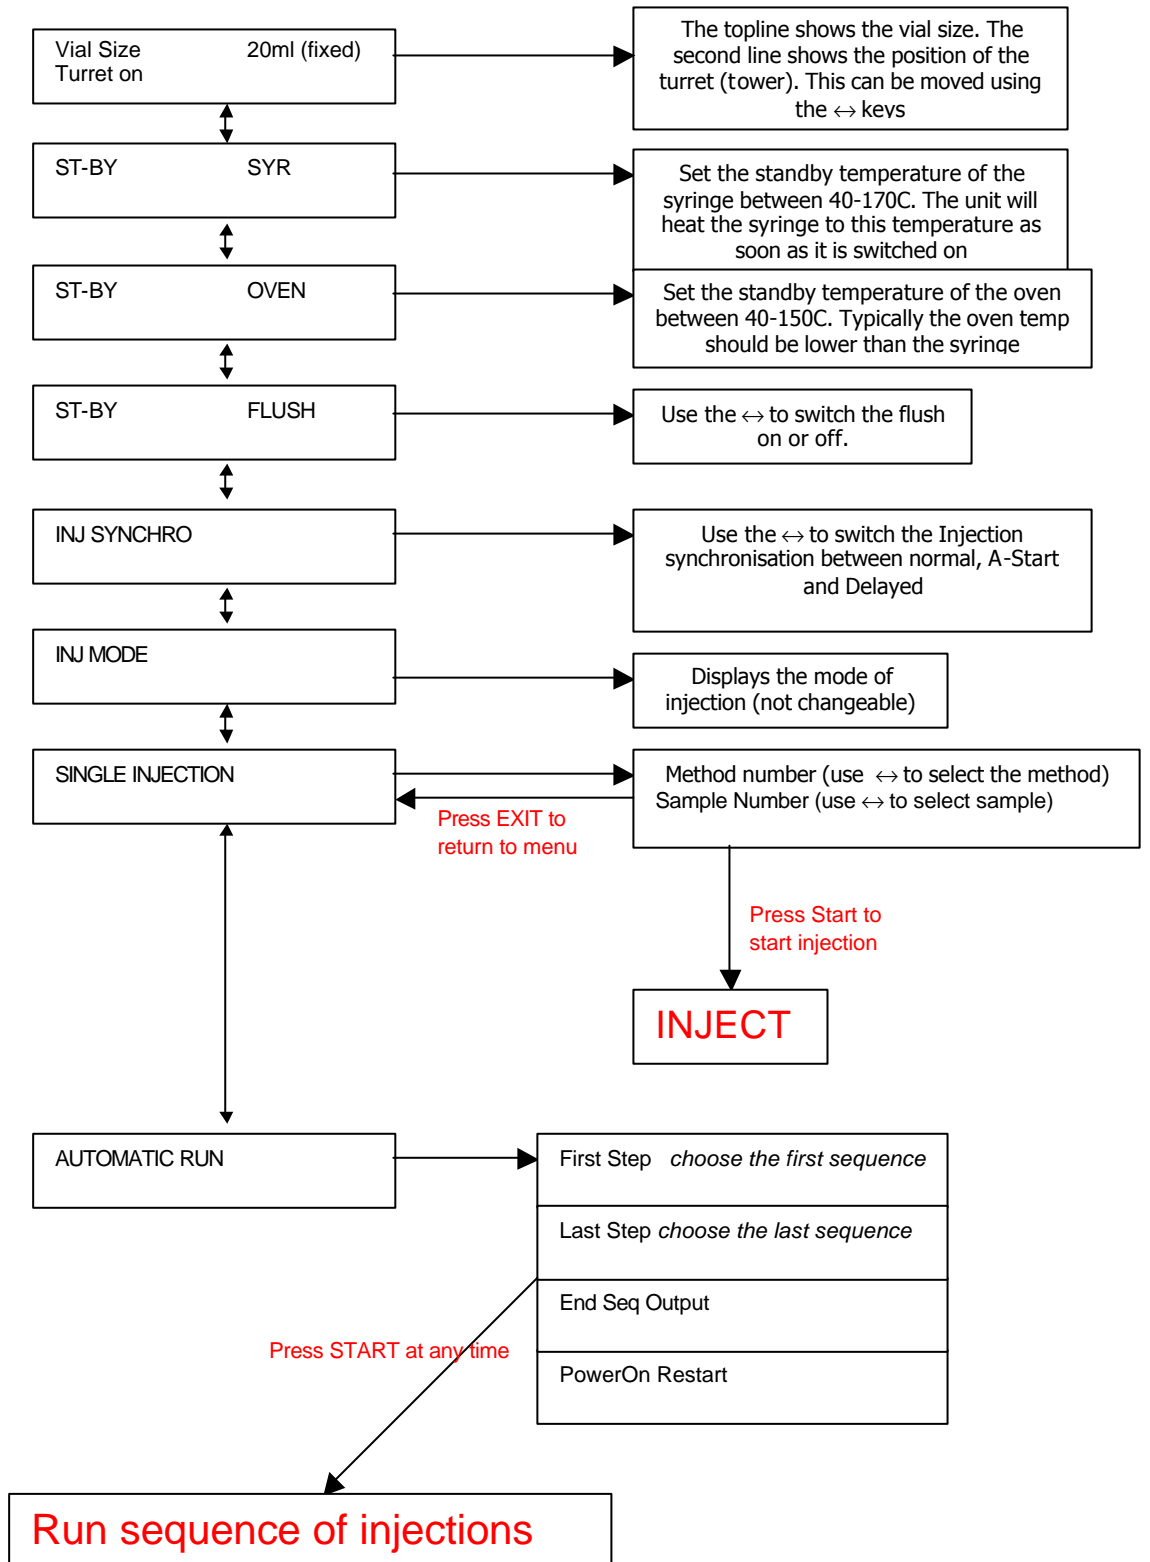 Vial Size 20ml (fixed)
Turret on
The topline shows the vial size. The
second line shows the position of the
turret (tower). This can be moved using
the ↔ keys
ST-BY SYR
Set the standby temperature of the
syringe between 40-170C. The unit will
heat the syringe to this temperature as
soon as it is switched on
ST-BY OVEN
Set the standby temperature of the oven
between 40-150C. Typically the oven temp
should be lower than the syringe
ST-BY FLUSH
Use the ↔ to switch the flush
on or off.
INJ SYNCHRO
Use the ↔ to switch the Injection
synchronisation between normal, A-Start
and Delayed
INJ MODE
Displays the mode of
injection (not changeable)
SINGLE INJECTION
Method number (use ↔ to select the method)
Sample Number (use ↔ to select sample)
Press EXIT to
return to menu
Press Start to
start injection
INJECT
AUTOMATIC RUN
First Step choose the first sequence
Last Step choose the last sequence
End Seq Output
PowerOn Restart
Press START at any time
Run sequence of injections